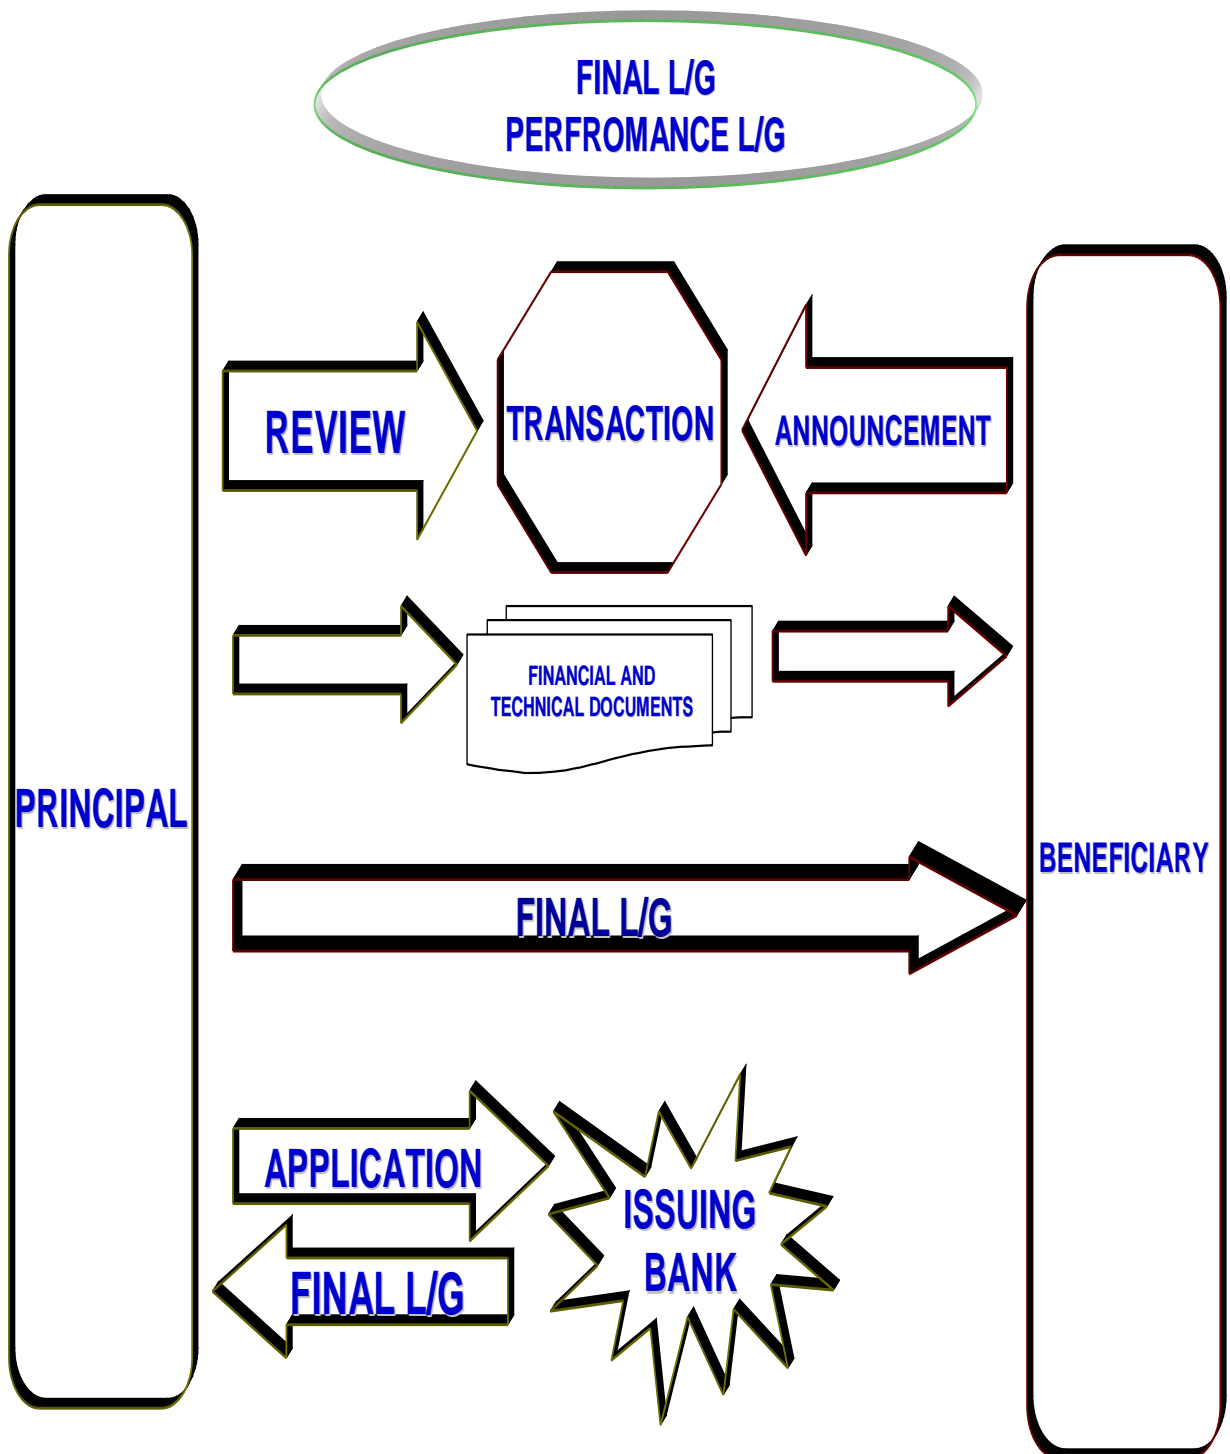 FINAL L/G
PERFROMANCE L/G
REVIEW
TRANSACTION
ANNOUNCEMENT
FINANCIAL AND
TECHNICAL DOCUMENTS
PRINCIPAL
BENEFICIARY
FINAL L/G
APPLICATION
ISSUING
BANK
FINAL L/G